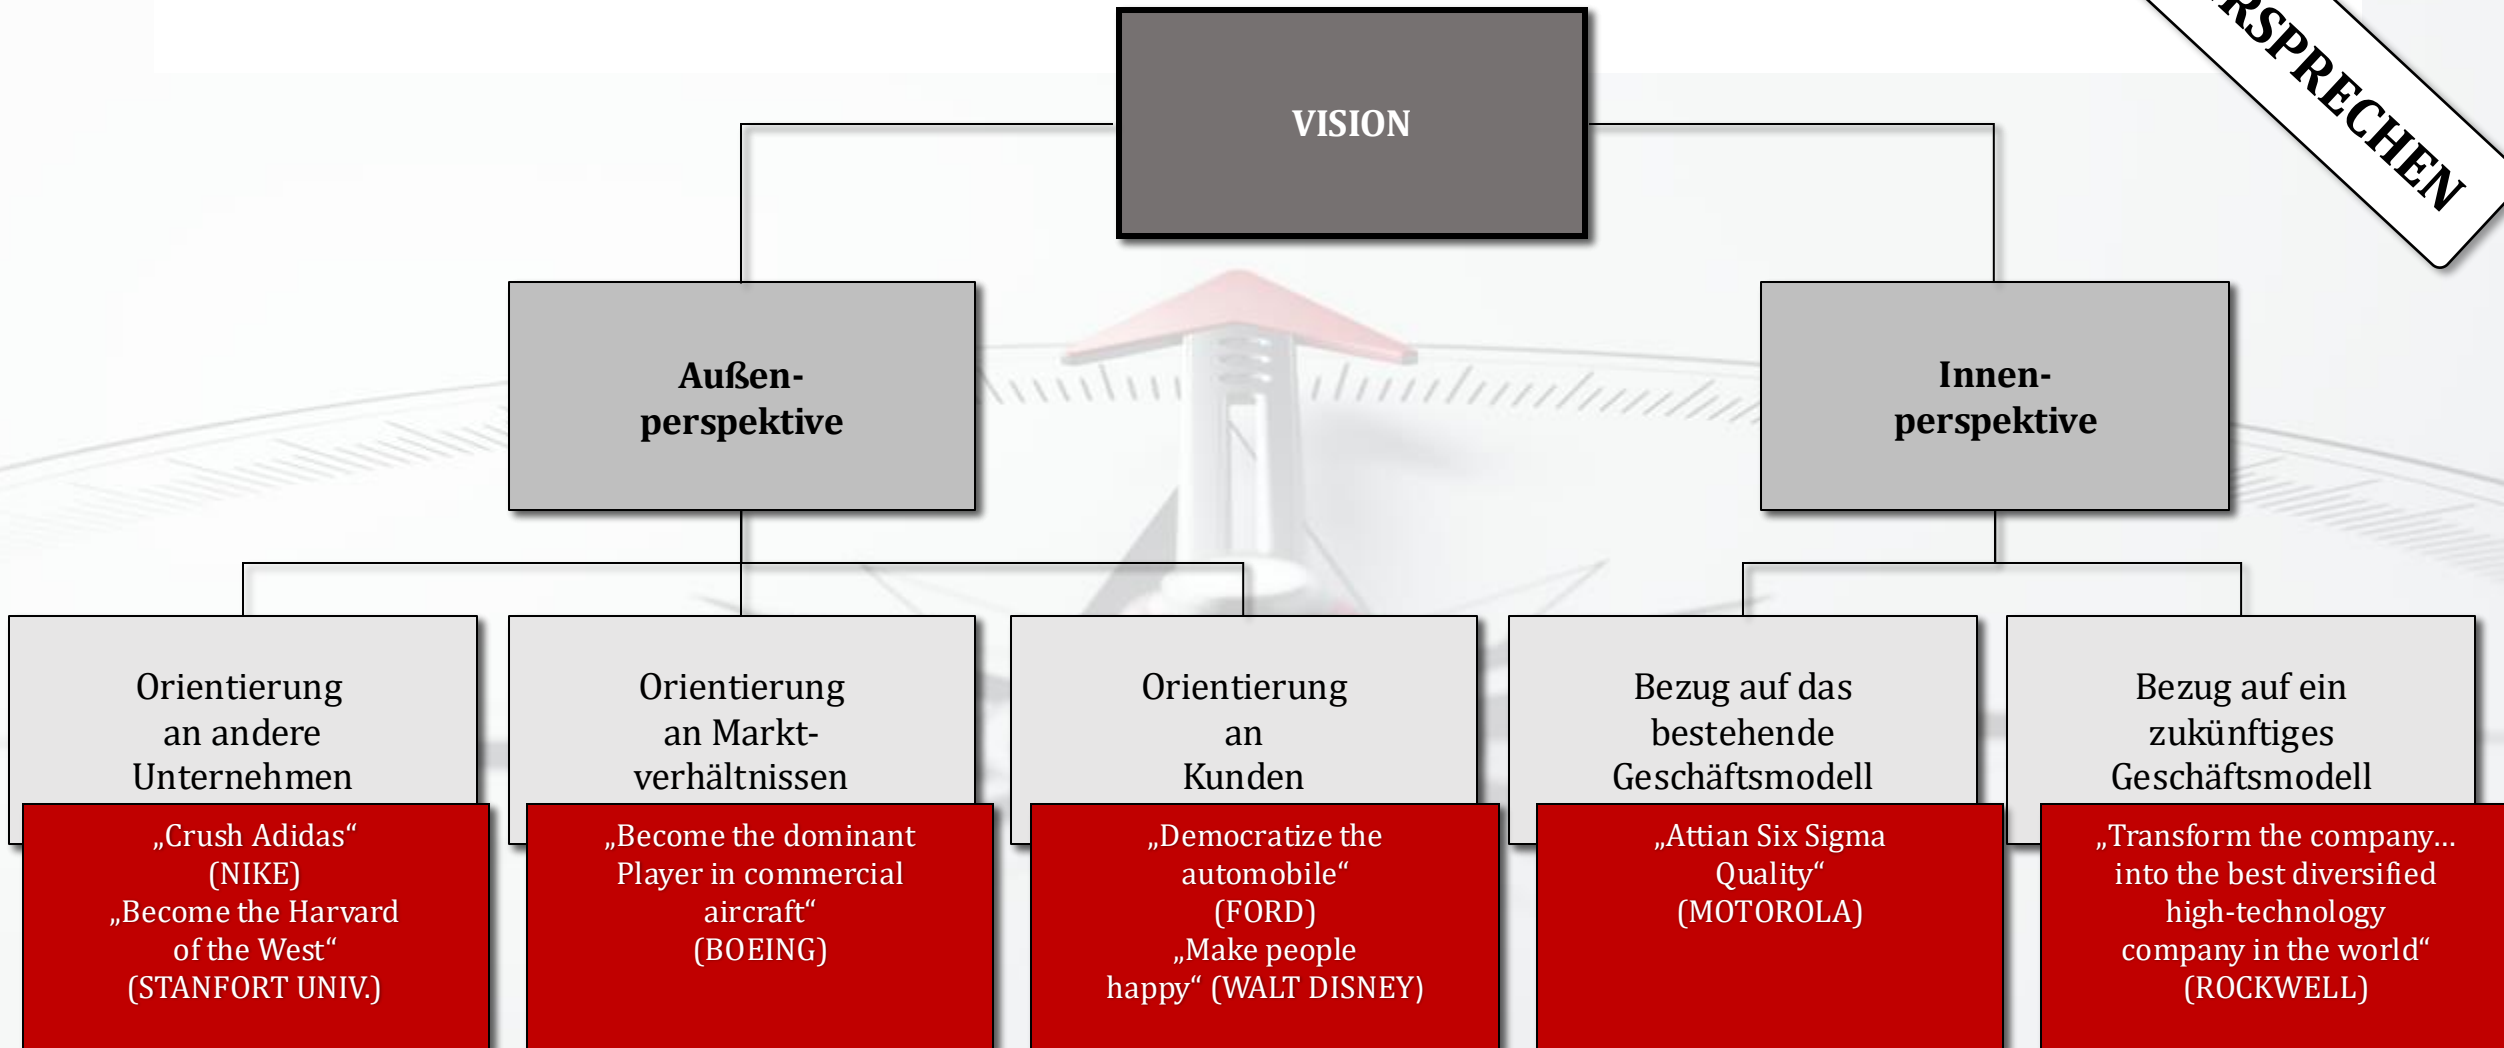 VISION
Außen-
perspektive
Innen-
perspektive
Orientierung
an andere
Unternehmen
Orientierung
an Markt-
verhältnissen
Orientierung
an
Kunden
Bezug auf das
bestehende
Geschäftsmodell
Bezug auf ein
zukünftiges
Geschäftsmodell
„Crush Adidas“
(NIKE)
„Become the Harvard
of the West“
(STANFORT UNIV.)
„Become the dominant
Player in commercial
aircraft“
(BOEING)
„Democratize the
automobile“
(FORD)
„Make people
happy“ (WALT DISNEY)
„Attian Six Sigma
Quality“
(MOTOROLA)
„Transform the company…
into the best diversified
high-technology
company in the world“
(ROCKWELL)